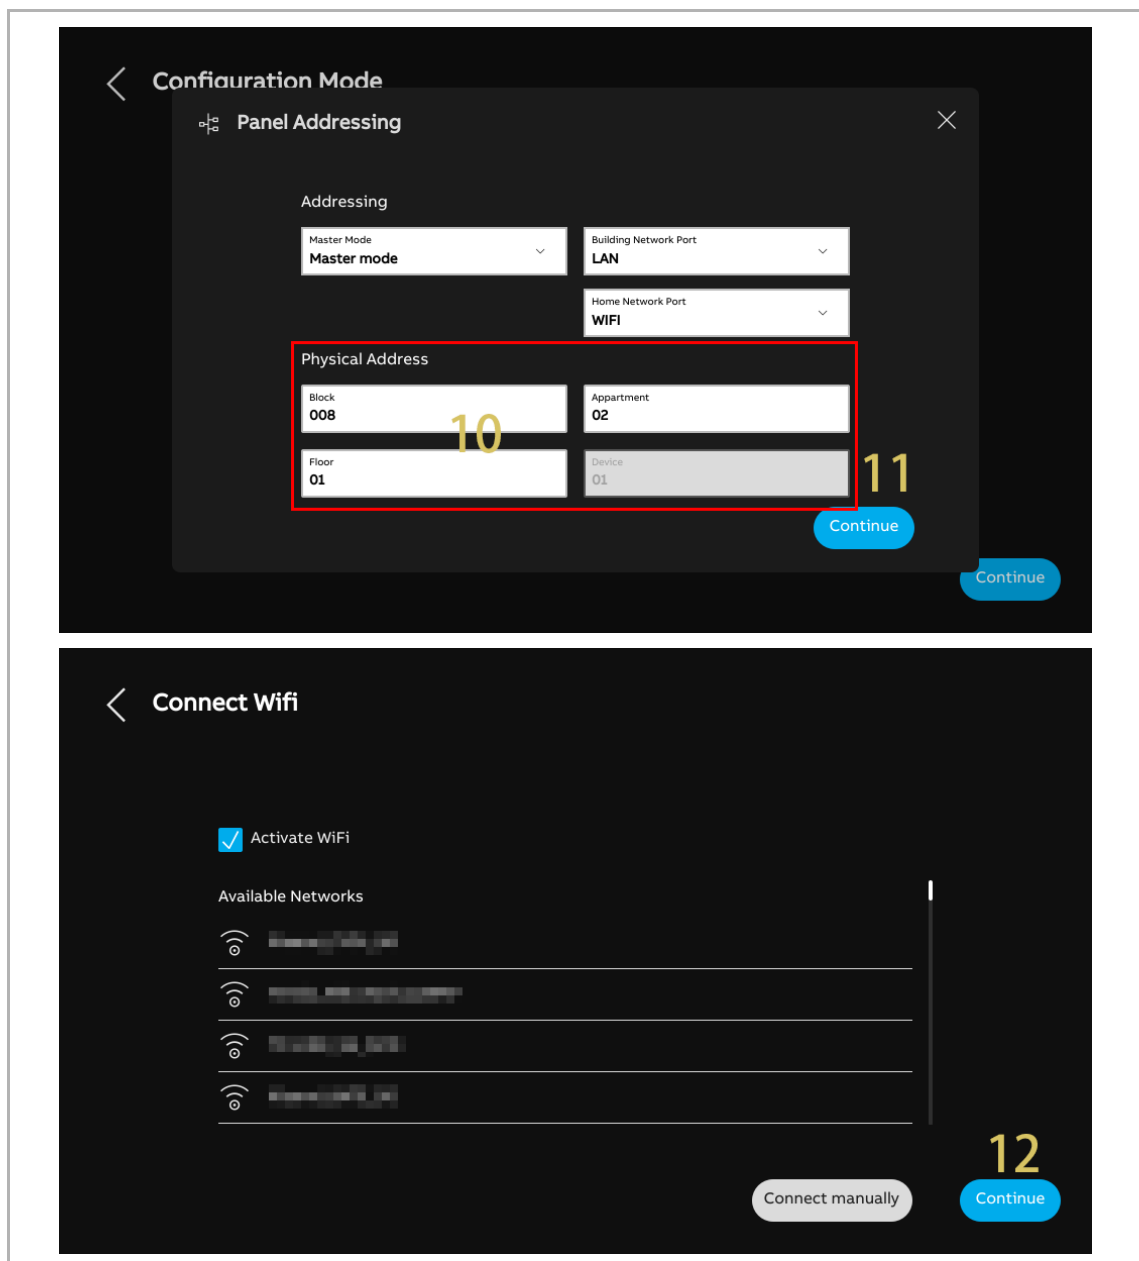 Configuration Mode
Panel Addressing
Addressing
Master Mode
Master mode
Building Network Port
LAN
Home Network Port
WIFI
Physical Address
Block
008
Appartment
02
10
Floor
01
Device
01
11
Continue
Continue
Connect Wifi
Activate WiFi
Available Networks
12
Connect manually
Continue